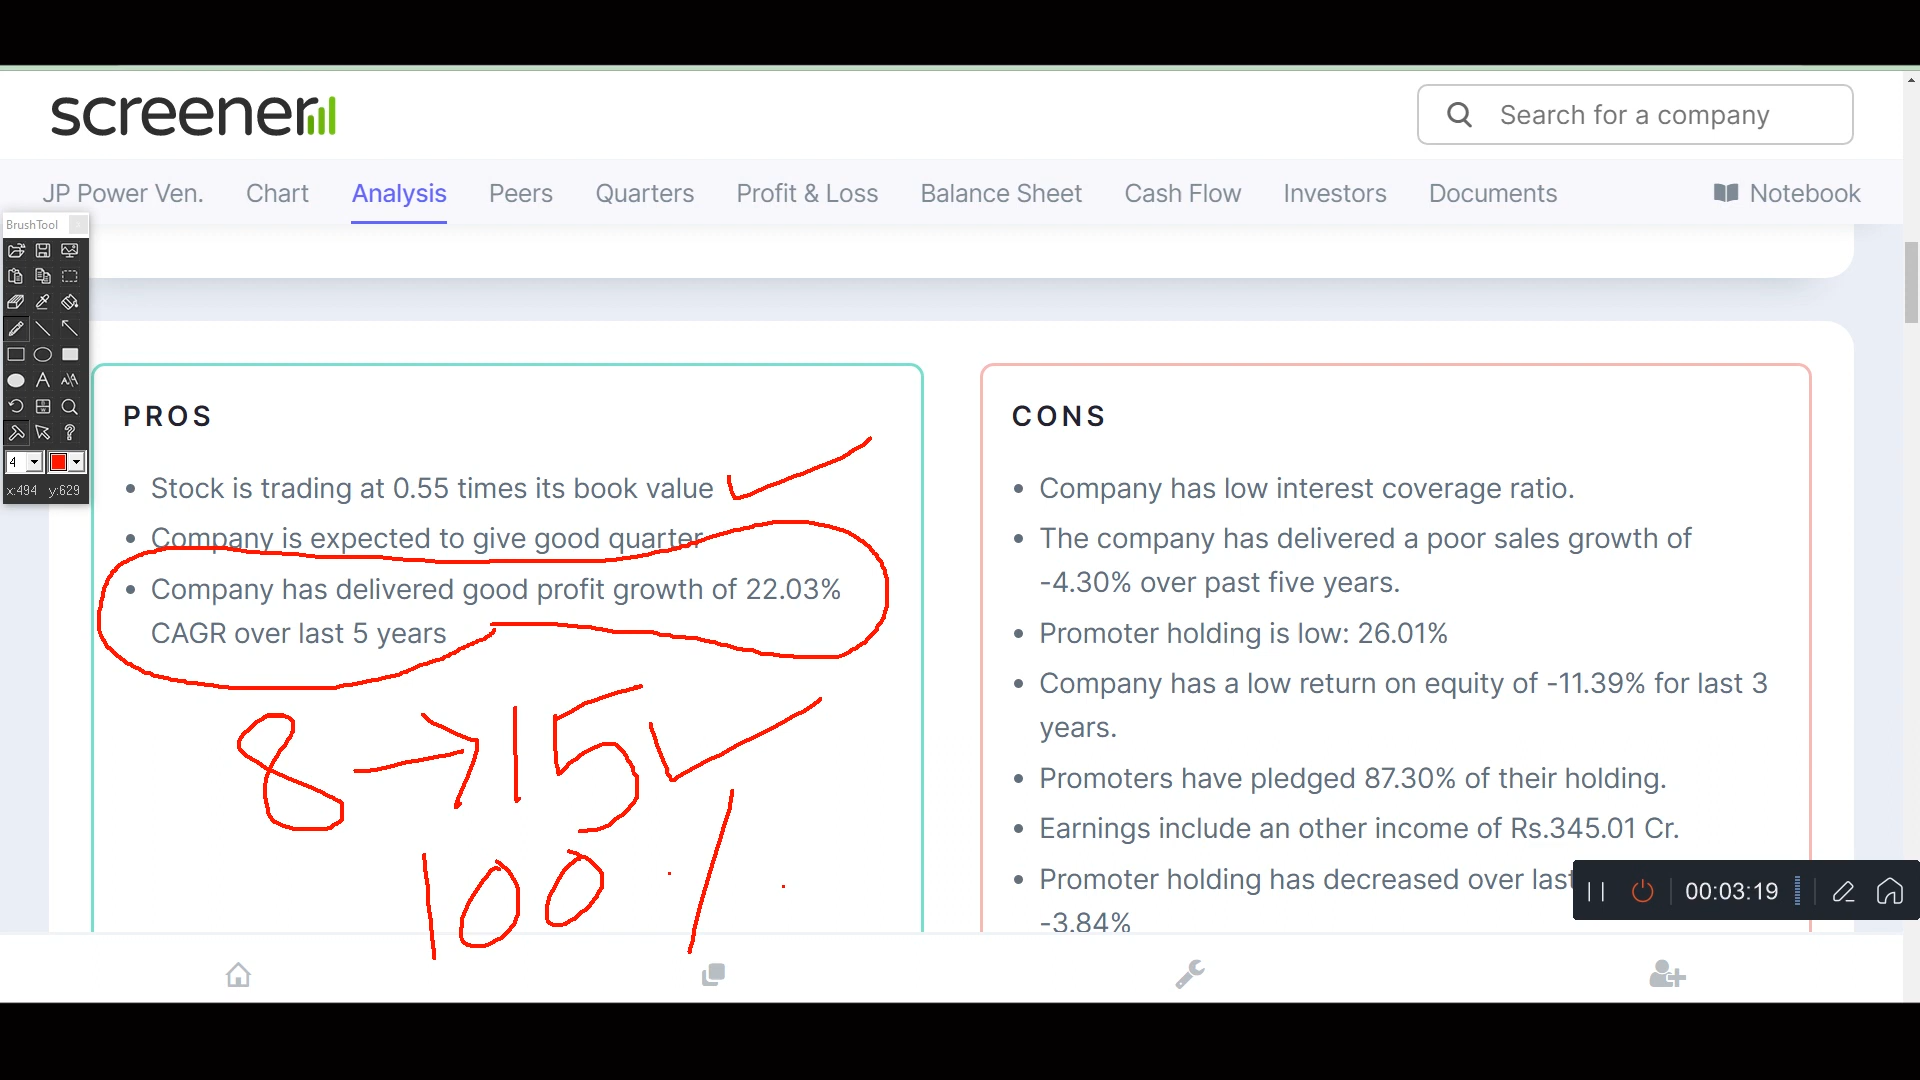 screener
Search for a company
JP Power Ven. Chart Analysis Peers Quarters Profit & Loss Balance Sheet Cash Flow Investors Documents Notebook
BrushTool
4
x:494 y:629
PROS
Stock is trading at 0.55 times its book value
Company is expected to give good quarter
Company has delivered good profit growth of 22.03%
CAGR over last 5 years
8 → 15
100 %
CONS
Company has low interest coverage ratio.
The company has delivered a poor sales growth of
-4.30% over past five years.
Promoter holding is low: 26.01%
Company has a low return on equity of -11.39% for last 3
years.
Promoters have pledged 87.30% of their holding.
Earnings include an other income of Rs.345.01 Cr.
Promoter holding has decreased over last
-3.84%
00:03:19